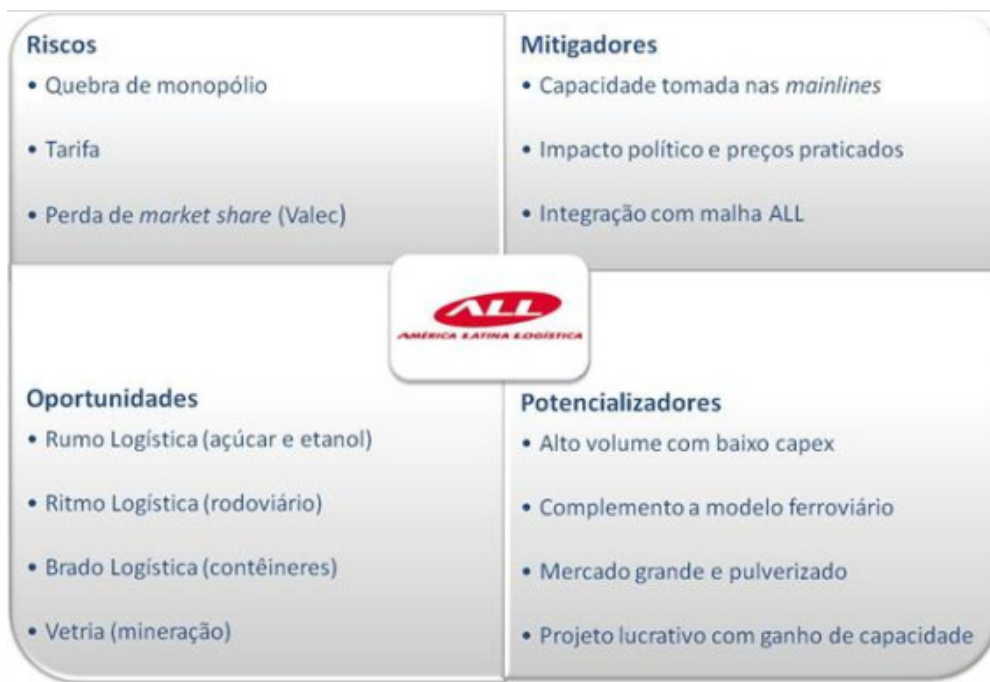 Riscos
• Quebra de monopólio
• Tarifa
• Perda de market share (Valec)
Mitigadores
• Capacidade tomada nas mainlines
• Impacto político e preços praticados
• Integração com malha ALL
ALL
AMÉRICA LATINA LOGÍSTICA
Oportunidades
• Rumo Logística (açúcar e etanol)
• Ritmo Logística (rodoviário)
• Brado Logística (contêineres)
• Vetria (mineração)
Potencializadores
• Alto volume com baixo capex
• Complemento a modelo ferroviário
• Mercado grande e pulverizado
• Projeto lucrativo com ganho de capacidade